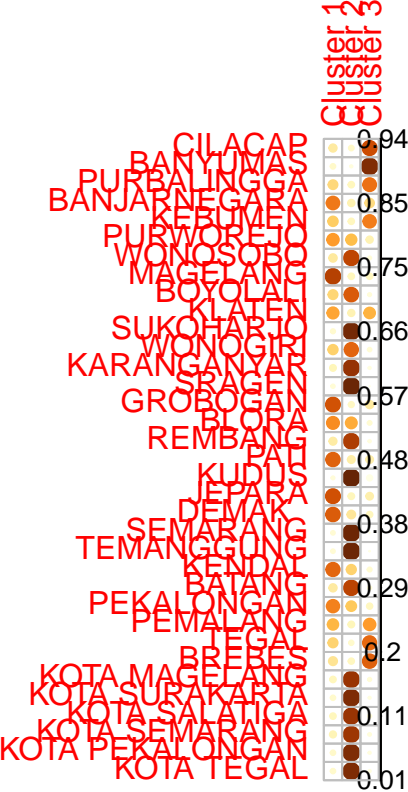 Cluster 1
Cluster 2
Cluster 3
CILACAP
BANYUMAS
PURBALINGGA
BANJARNEGARA
KEBUMEN
PURWOREJO
WONOSOBO
MAGELANG
BOYOLALI
KLATEN
SUKOHARJO
WONOGIRI
KARANGANYAR
SRAGEN
GROBOGAN
BLORA
REMBANG
PATI
KUDUS
JEPARA
DEMAK
SEMARANG
TEMANGGUNG
KENDAL
BATANG
PEKALONGAN
PEMALANG
TEGAL
BREBES
KOTA MAGELANG
KOTA SURAKARTA
KOTA SALATIGA
KOTA SEMARANG
KOTA PEKALONGAN
KOTA TEGAL
0.94
0.85
0.75
0.66
0.57
0.48
0.38
0.29
0.2
0.11
0.01